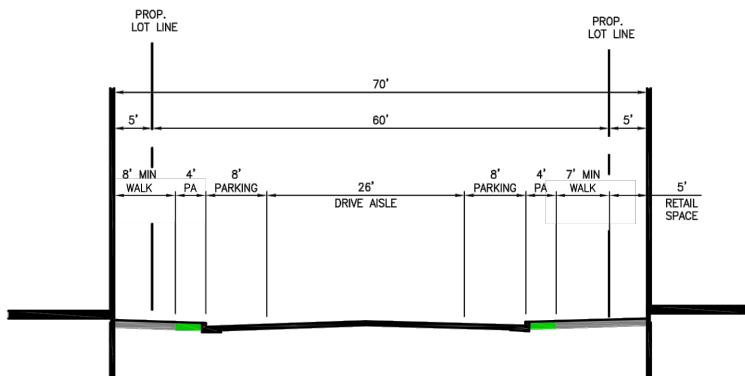 PROP.
LOT LINE
PROP.
LOT LINE
70'
5'
60'
5'
8' MIN
WALK
4'
PA
8'
PARKING
26'
DRIVE AISLE
8'
PARKING
4'
PA
7' MIN
WALK
5'
RETAIL
SPACE